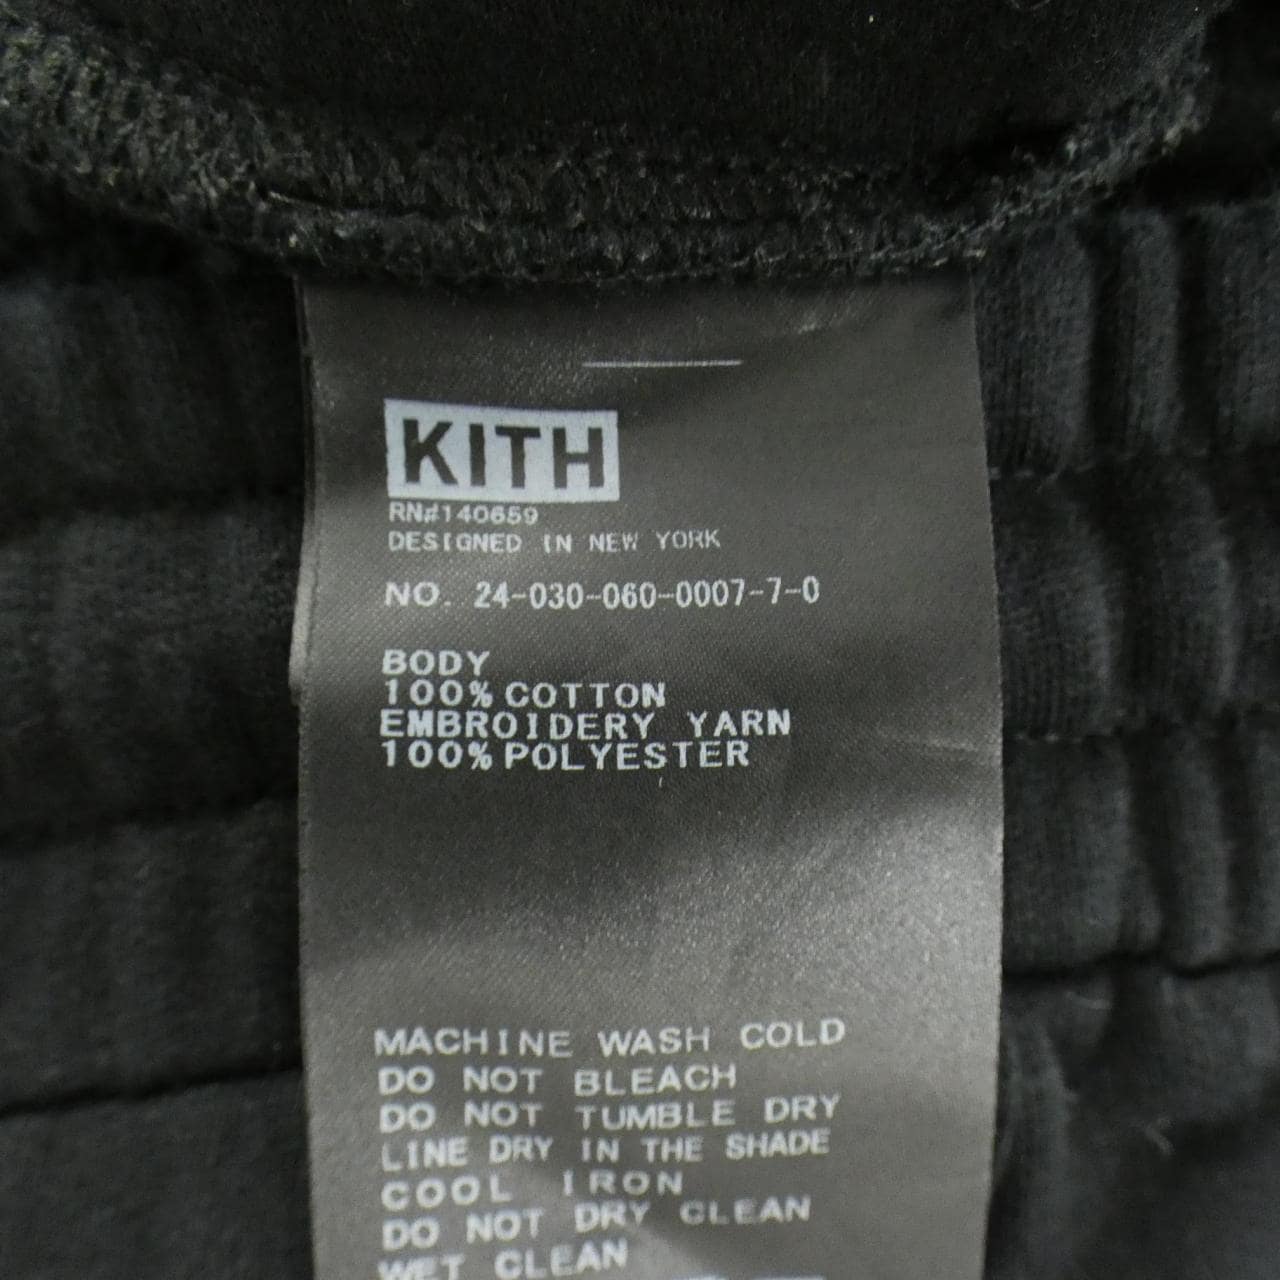 KITH
RN#140659
DESIGNED IN NEW YORK
NO. 24-030-060-0007-7-0
BODY
100% COTTON
EMBROIDERY YARN
100% POLYESTER
MACHINE WASH COLD
DO NOT BLEACH
DO NOT TUMBLE DRY
LINE DRY IN THE SHADE
COOL IRON
DO NOT DRY CLEAN
WET CLEAN